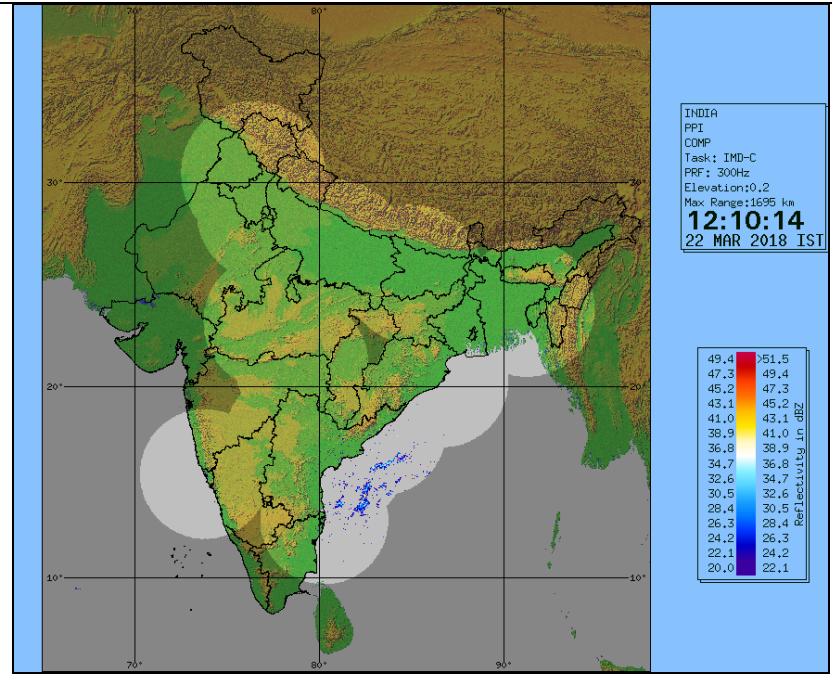 70° 80° 90°
30°
20°
10°
30°
20°
10°
70° 80° 90°
INDIA
PPI
COMP
Task: IMD-C
PRF: 300Hz
Elevation:0.2
Max Range:1695 km
12:10:14
22 MAR 2018 IST
49.4 >51.5
47.3 49.4
45.2 47.3
43.1 45.2
41.0 43.1
38.9 41.0
36.8 38.9
34.7 36.8
32.6 34.7
30.5 32.6
28.4 30.5
26.3 28.4
24.2 26.3
22.1 24.2
20.0 22.1
Reflectivity in dBZ